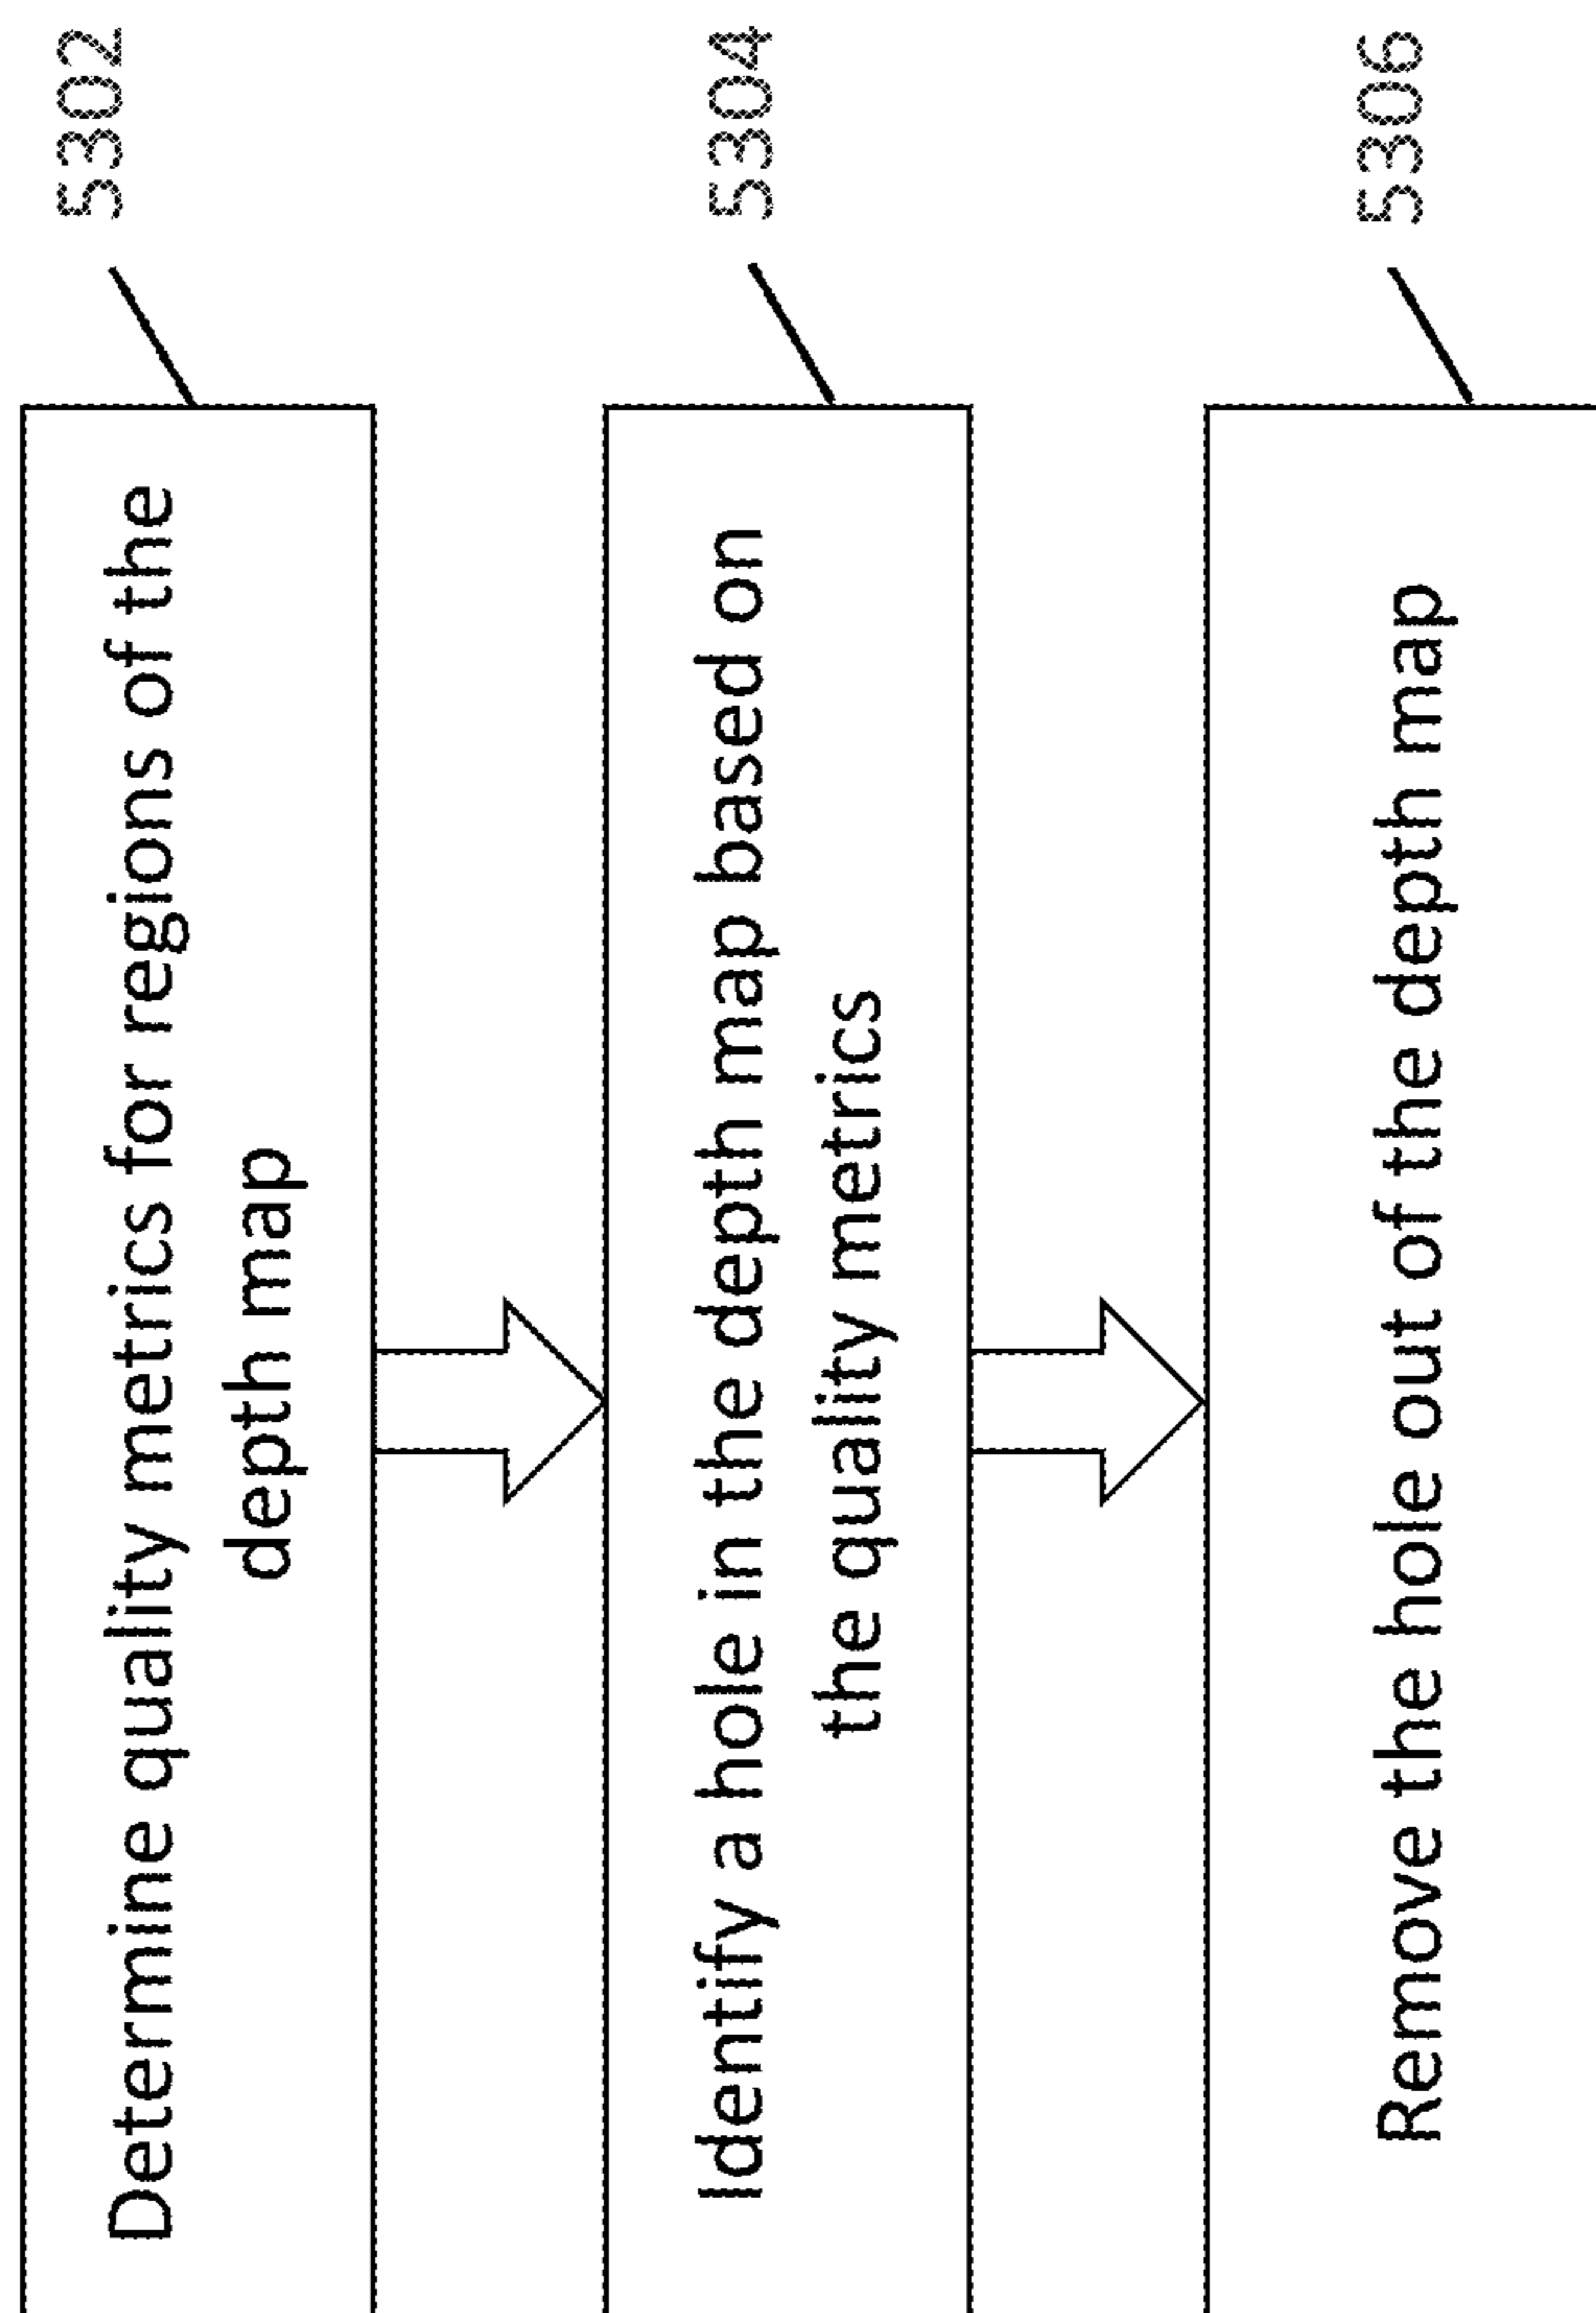 Determine quality metrics for regions of the
depth map
5302
Identify a hole in the depth map based on
the quality metrics
5304
Remove the hole out of the depth map
5306